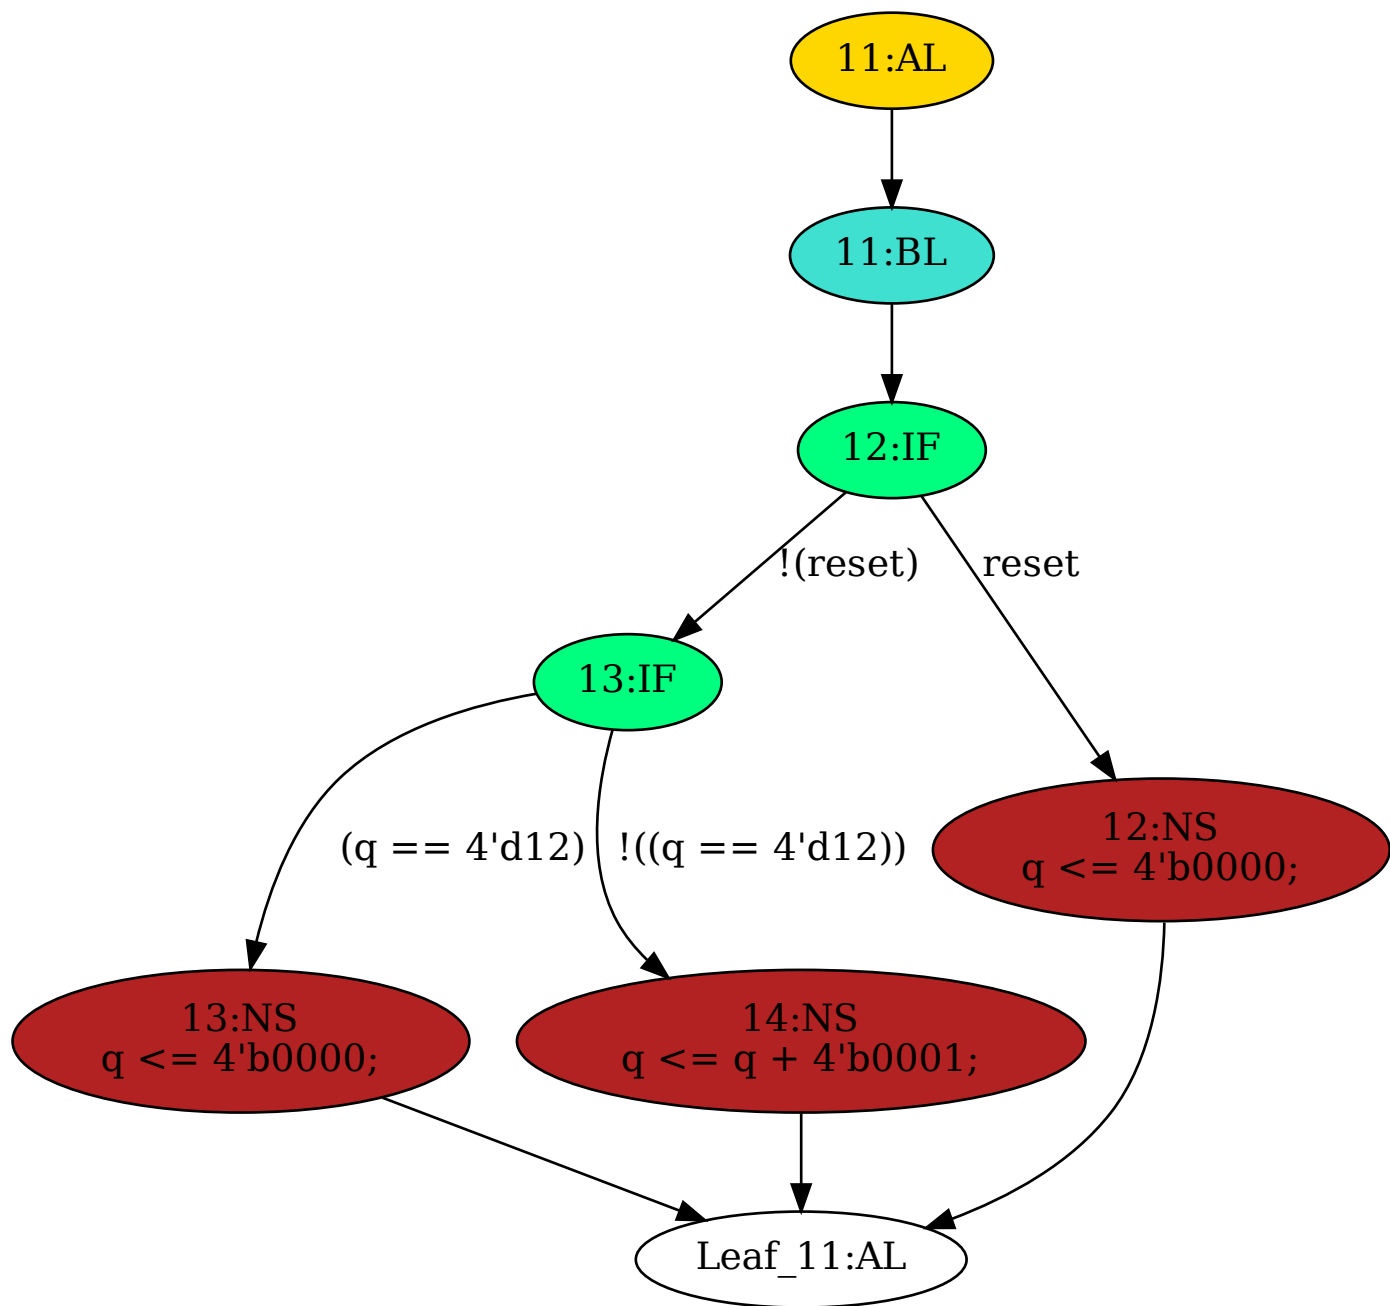 11:AL
11:BL
12:IF
!(reset)
reset
13:IF
(q == 4'd12)
!((q == 4'd12))
12:NS
q <= 4'b0000;
13:NS
q <= 4'b0000;
14:NS
q <= q + 4'b0001;
Leaf_11:AL